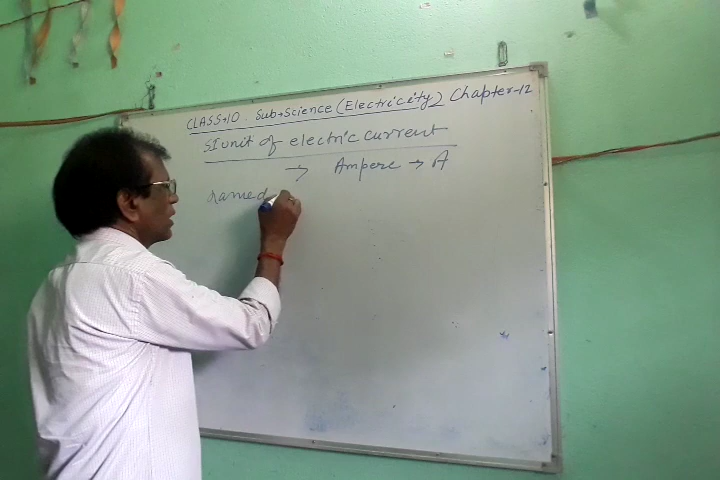 CLASS-10. Sub→Science (Electricity) Chapter-12
SI unit of electric current
→ Ampere → A
named